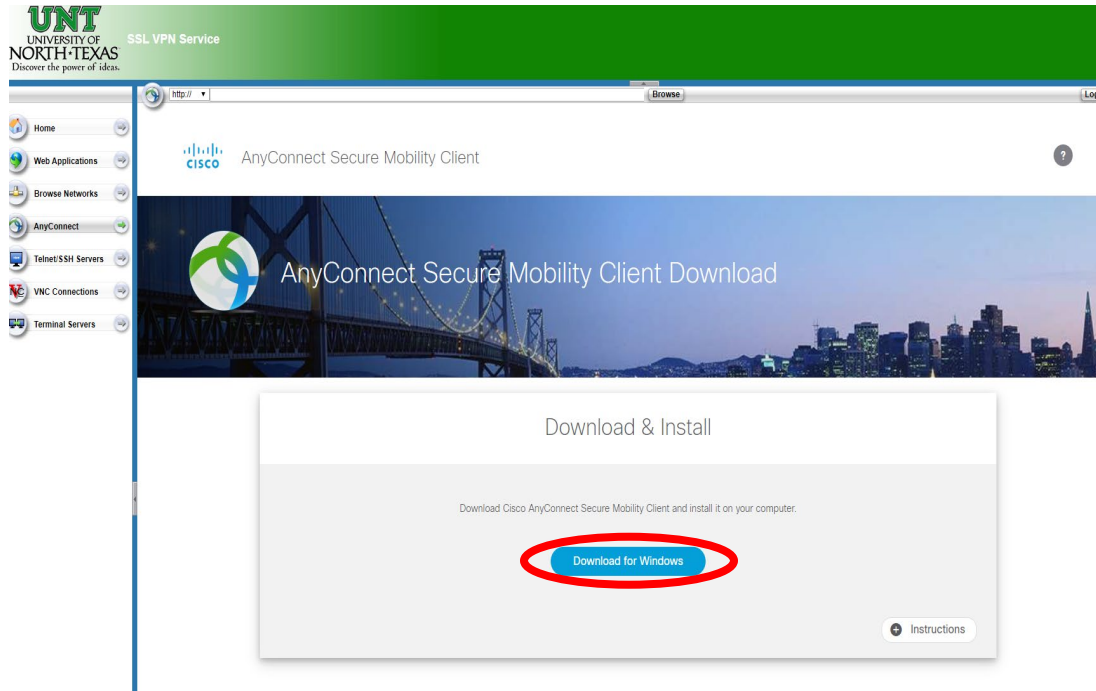 UNT
UNIVERSITY OF
NORTH·TEXAS
Discover the power of ideas.
SSL VPN Service
http://
Browse
Home
Web Applications
Browse Networks
AnyConnect
Telnet/SSH Servers
VNC Connections
Terminal Servers
CISCO
AnyConnect Secure Mobility Client
?
AnyConnect Secure Mobility Client Download
Download & Install
Download Cisco AnyConnect Secure Mobility Client and install it on your computer.
Download for Windows
Instructions